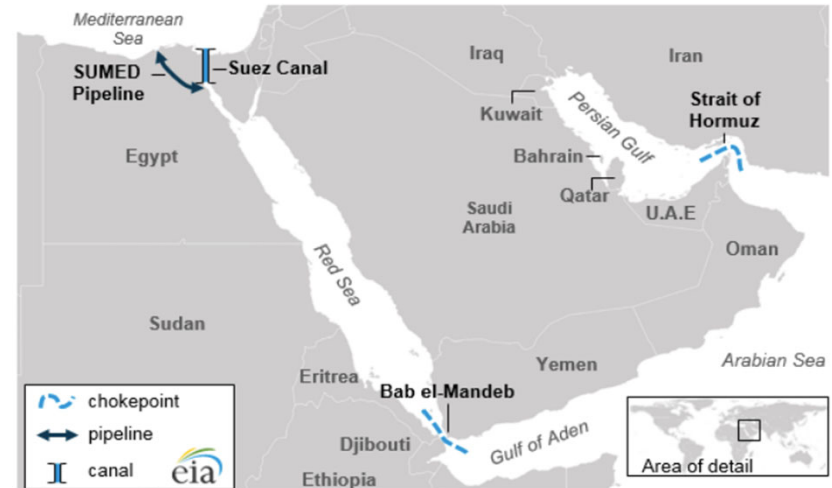 Mediterranean
Sea
SUMED
Pipeline
Suez Canal
Iraq
Iran
Kuwait
Persian Gulf
Strait of
Hormuz
Egypt
Bahrain
Qatar
Saudi
Arabia
U.A.E
Oman
Red Sea
Sudan
Eritrea
Yemen
Arabian Sea
Bab el-Mandeb
Djibouti
Gulf of Aden
Ethiopia
chokepoint
pipeline
canal
eia
Area of detail